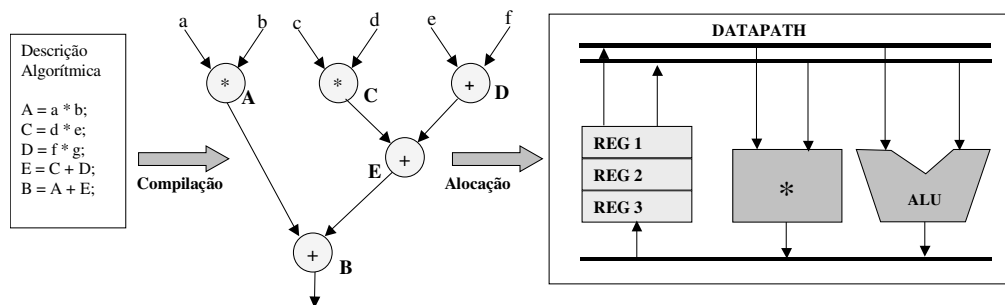 Descrição
Algorítmica
A = a * b;
C = d * e;
D = f * g;
E = C + D;
B = A + E;
Compilação
a b c d e f
* A
* C
+ D
+ E
+ B
Alocação
DATAPATH
REG 1
REG 2
REG 3
*
ALU